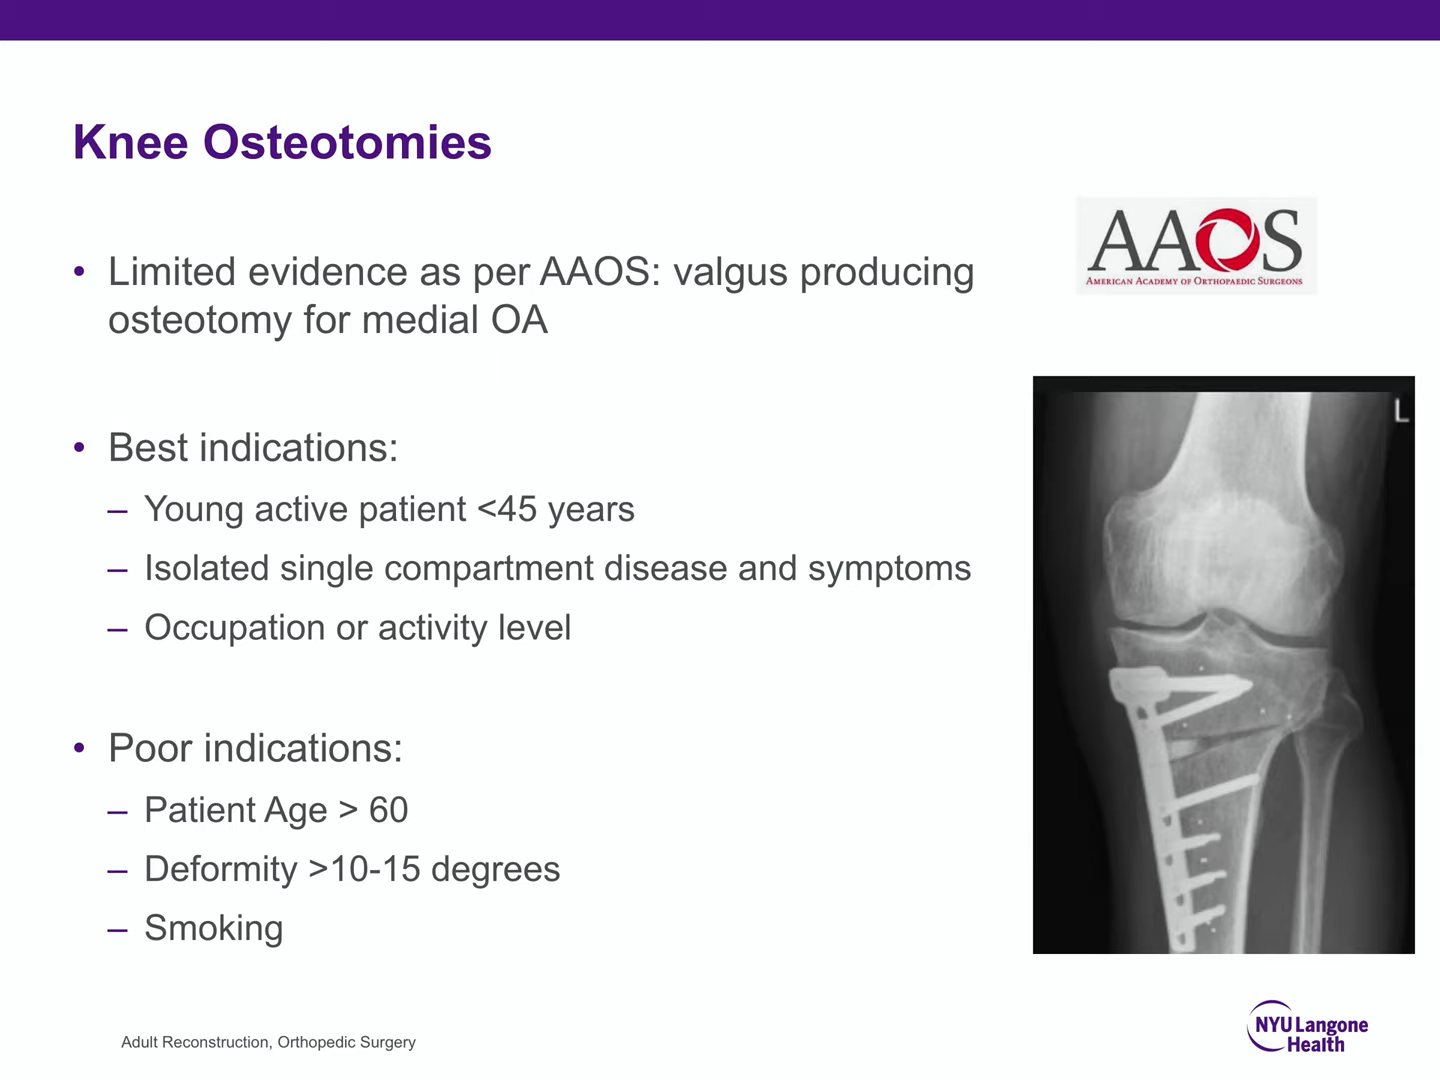 Knee Osteotomies
• Limited evidence as per AAOS: valgus producing
osteotomy for medial OA
• Best indications:
– Young active patient <45 years
– Isolated single compartment disease and symptoms
– Occupation or activity level
• Poor indications:
– Patient Age > 60
– Deformity >10-15 degrees
– Smoking
AAOS
AMERICAN ACADEMY OF ORTHOPAEDIC SURGEONS
L
Adult Reconstruction, Orthopedic Surgery
NYU Langone
Health